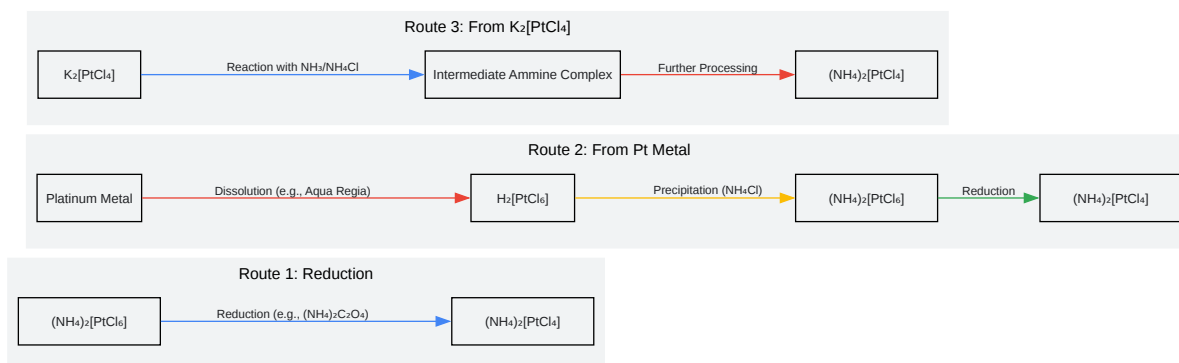 Route 3: From K₂[PtCl₄]
K₂[PtCl₄]
Reaction with NH₃/NH₄Cl
Intermediate Ammine Complex
Further Processing
(NH₄)₂[PtCl₄]
Route 2: From Pt Metal
Platinum Metal
Dissolution (e.g., Aqua Regia)
H₂[PtCl₆]
Precipitation (NH₄Cl)
(NH₄)₂[PtCl₆]
Reduction
(NH₄)₂[PtCl₄]
Route 1: Reduction
(NH₄)₂[PtCl₆]
Reduction (e.g., (NH₄)₂C₂O₄)
(NH₄)₂[PtCl₄]